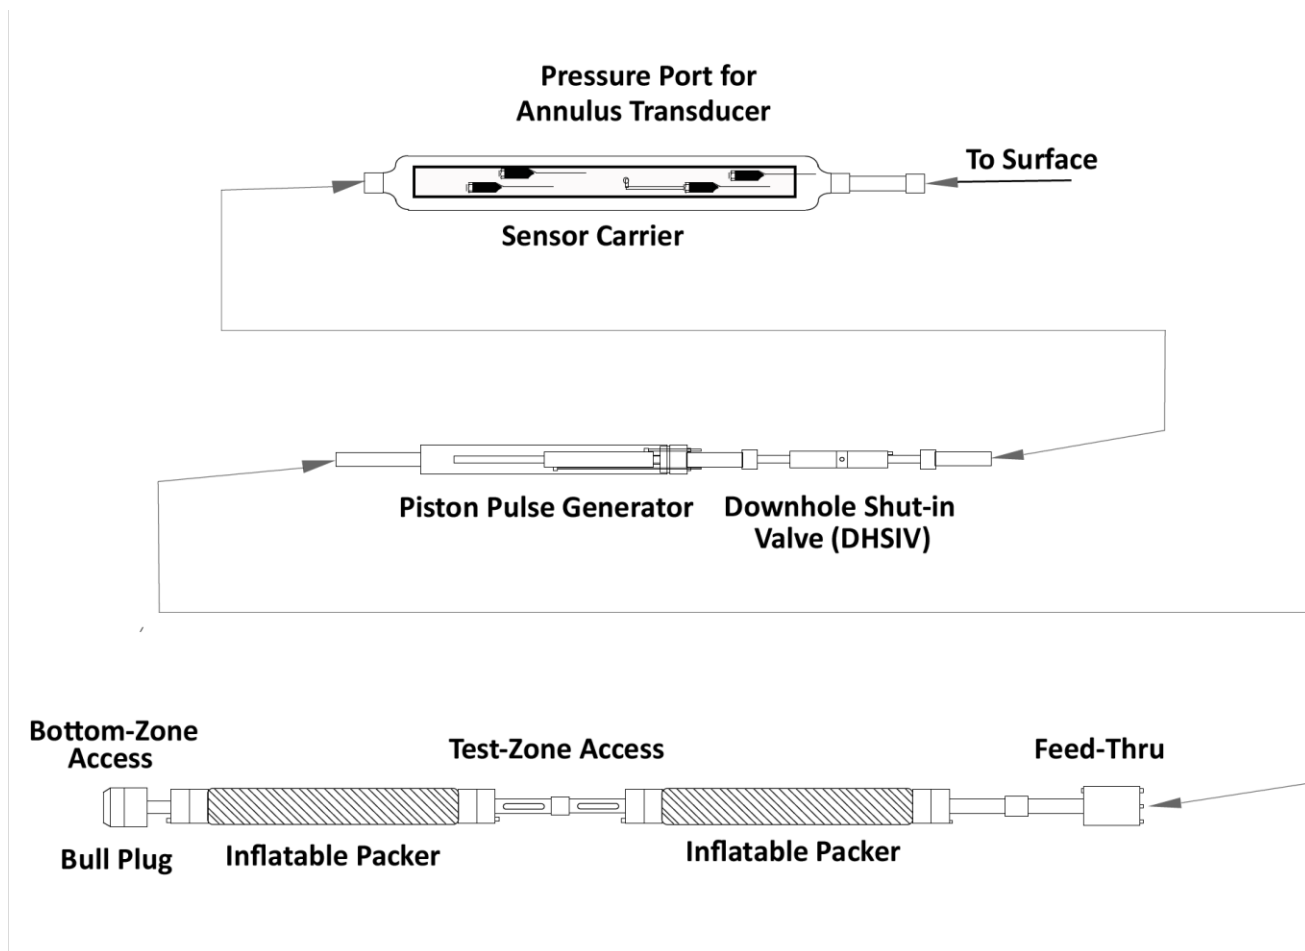 Pressure Port for
Annulus Transducer
To Surface
Sensor Carrier
Piston Pulse Generator
Downhole Shut-in
Valve (DHSIV)
Bottom-Zone
Access
Test-Zone Access
Feed-Thru
Bull Plug
Inflatable Packer
Inflatable Packer